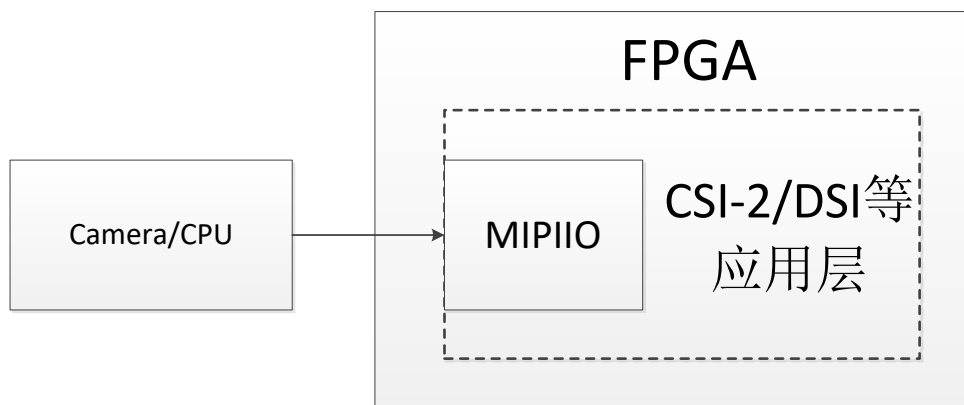 FPGA
Camera/CPU
MIPIIO
CSI-2/DSI等
应用层